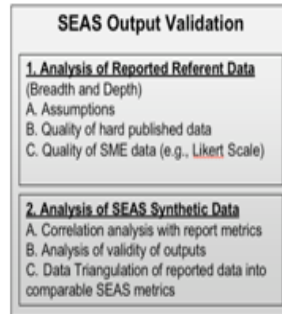 SEAS Output Validation
1. Analysis of Reported Referent Data
(Breadth and Depth)
A. Assumptions
B. Quality of hard published data
C. Quality of SME data (e.g., Likert Scale)
2. Analysis of SEAS Synthetic Data
A. Correlation analysis with report metrics
B. Analysis of validity of outputs
C. Data Triangulation of reported data into
comparable SEAS metrics